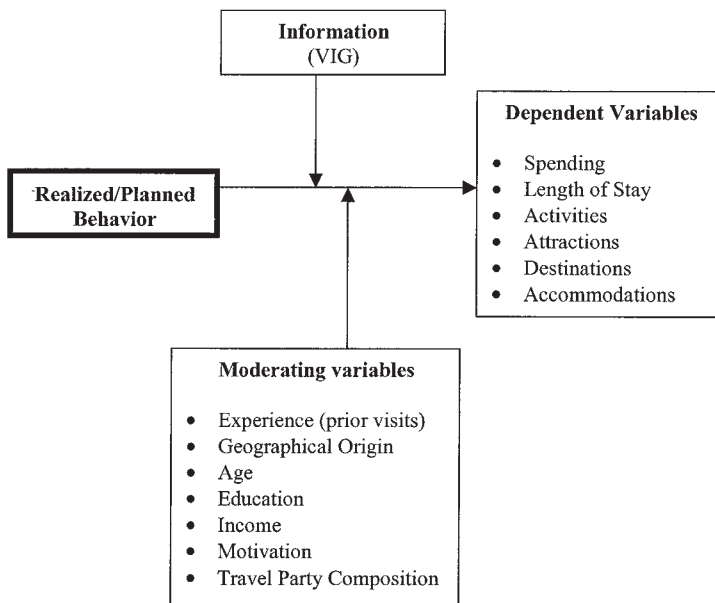 Information
(VIG)
Dependent Variables
• Spending
• Length of Stay
• Activities
• Attractions
• Destinations
• Accommodations
Realized/Planned
Behavior
Moderating variables
• Experience (prior visits)
• Geographical Origin
• Age
• Education
• Income
• Motivation
• Travel Party Composition